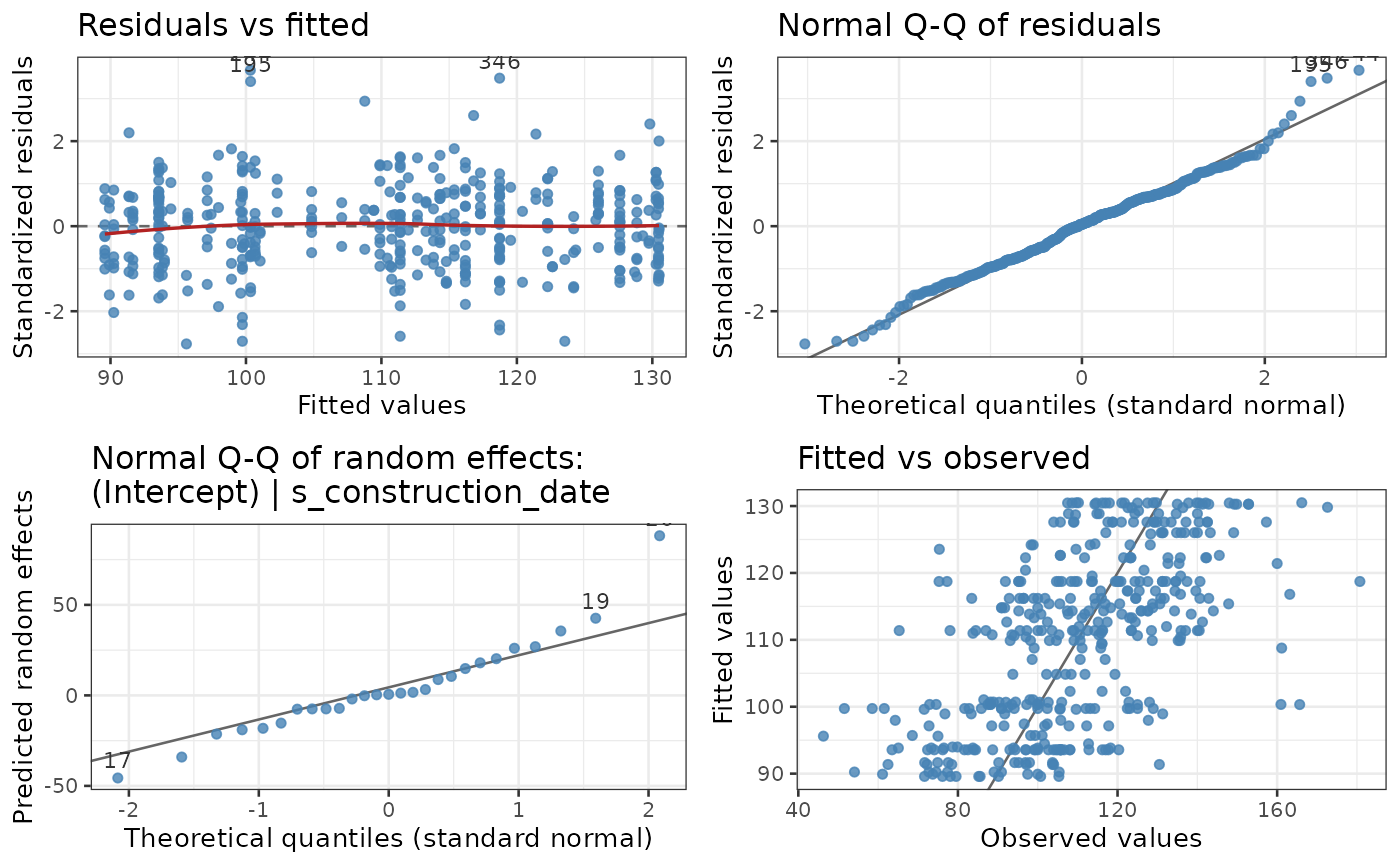 Residuals vs fitted
Standardized residuals
195
346
2
0
-2
90
100
110
120
130
Fitted values
Normal Q-Q of residuals
Standardized residuals
195
2
0
-2
-2
0
2
Theoretical quantiles (standard normal)
Normal Q-Q of random effects:
(Intercept) | s_construction_date
Predicted random effects
19
17
50
0
-50
-2
-1
0
1
2
Theoretical quantiles (standard normal)
Fitted vs observed
Fitted values
130
120
110
100
90
40
80
120
160
Observed values